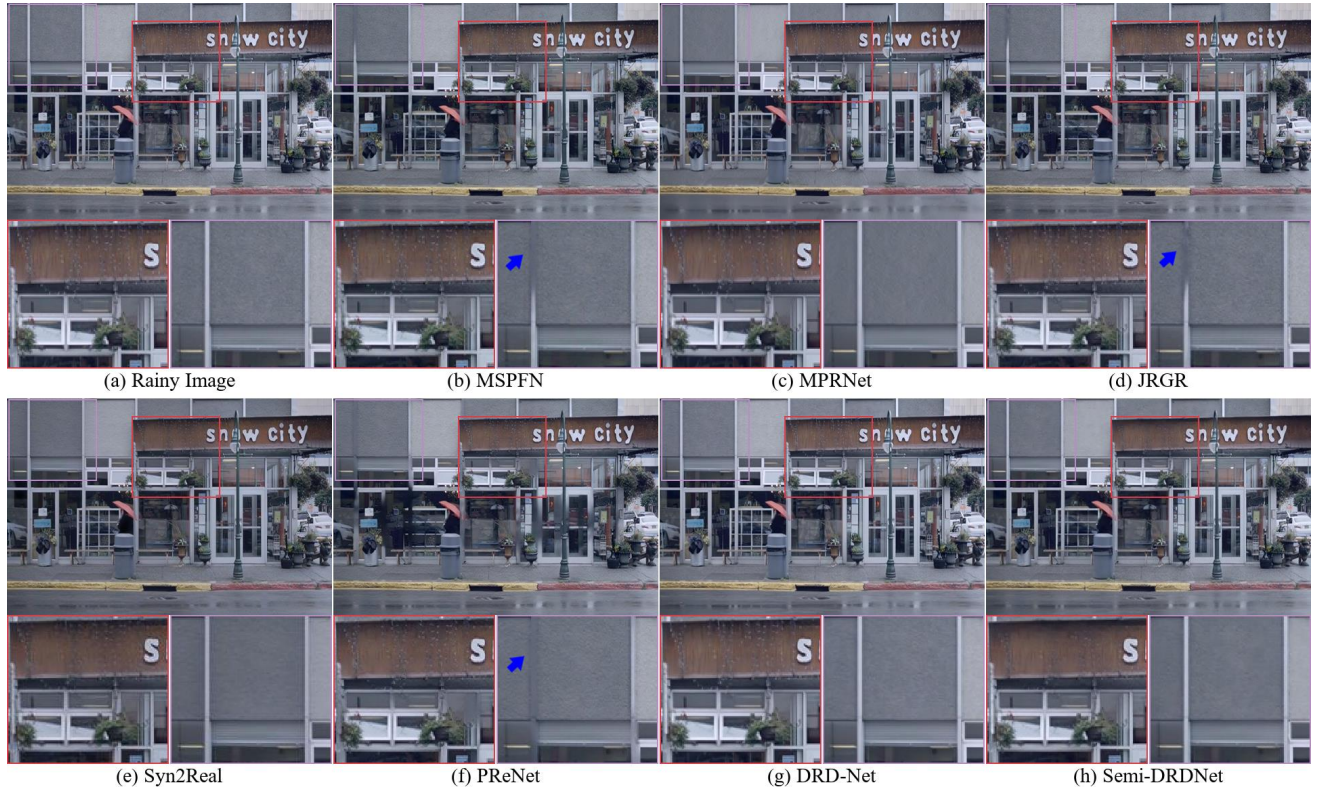 snow city
snow city
snow city
snow city
S
S
S
S
(a) Rainy Image
(b) MSPFN
(c) MPRNet
(d) JRGR
snow city
snow city
snow city
snow city
S
S
S
S
(e) Syn2Real
(f) PReNet
(g) DRD-Net
(h) Semi-DRDNet